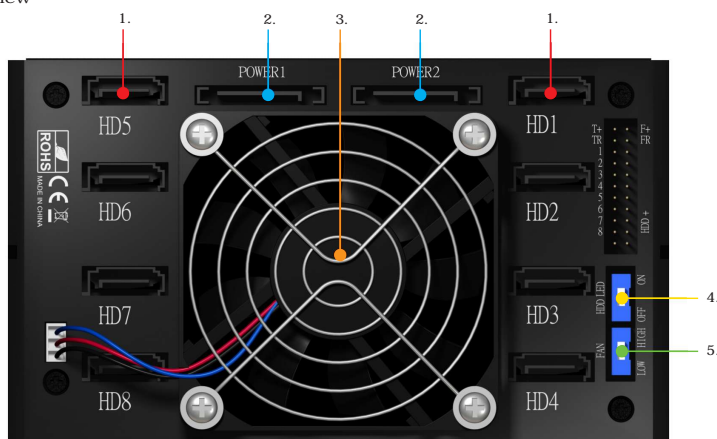 1. 2. 3. 2. 1.
POWER1 POWER2
HD5 HD1
T+ F+
TR FR
1
2
3
4
5
6
7
8
HDD +
ROHS
CE
MADE IN CHINA
HD6 HD2
HDD LED
ON
OFF
4.
HD7 HD3
FAN
HIGH
LOW
5.
HD8 HD4